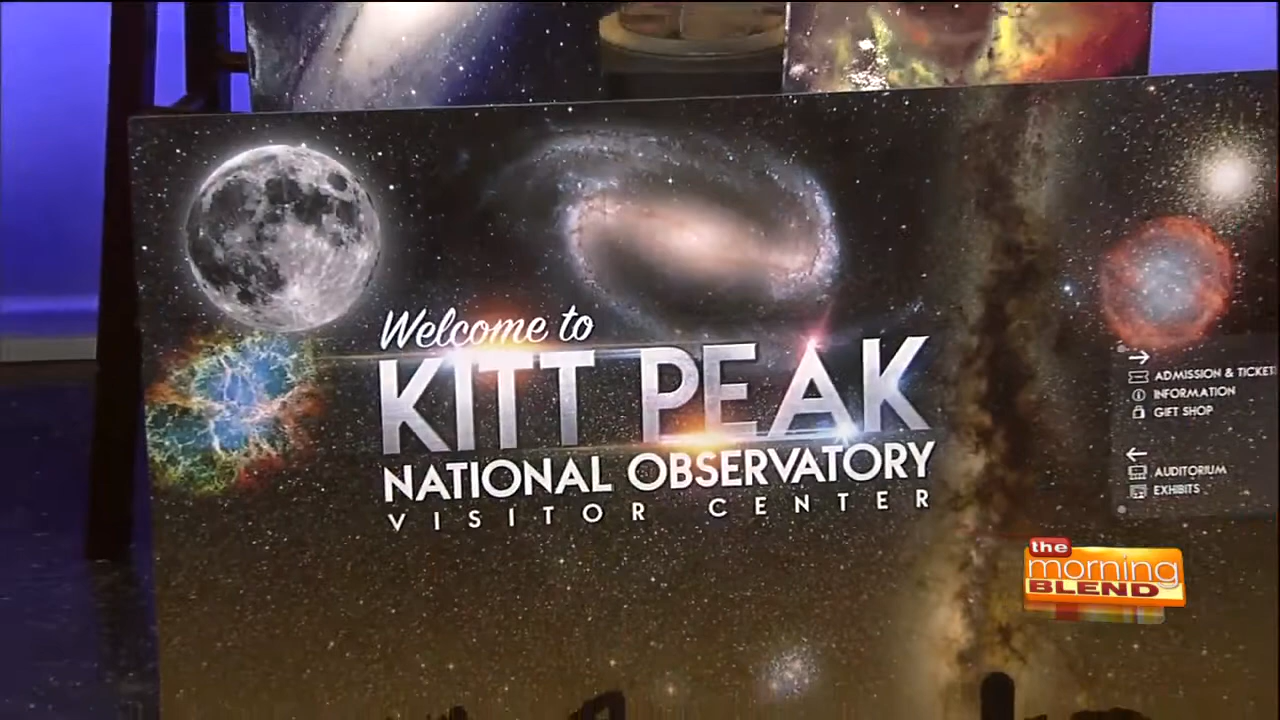 Welcome to
KITT PEAK
NATIONAL OBSERVATORY
VISITOR CENTER
ADMISSION & TICKET
INFORMATION
GIFT SHOP
AUDITORIUM
EXHIBITS
the
morning
BLEND